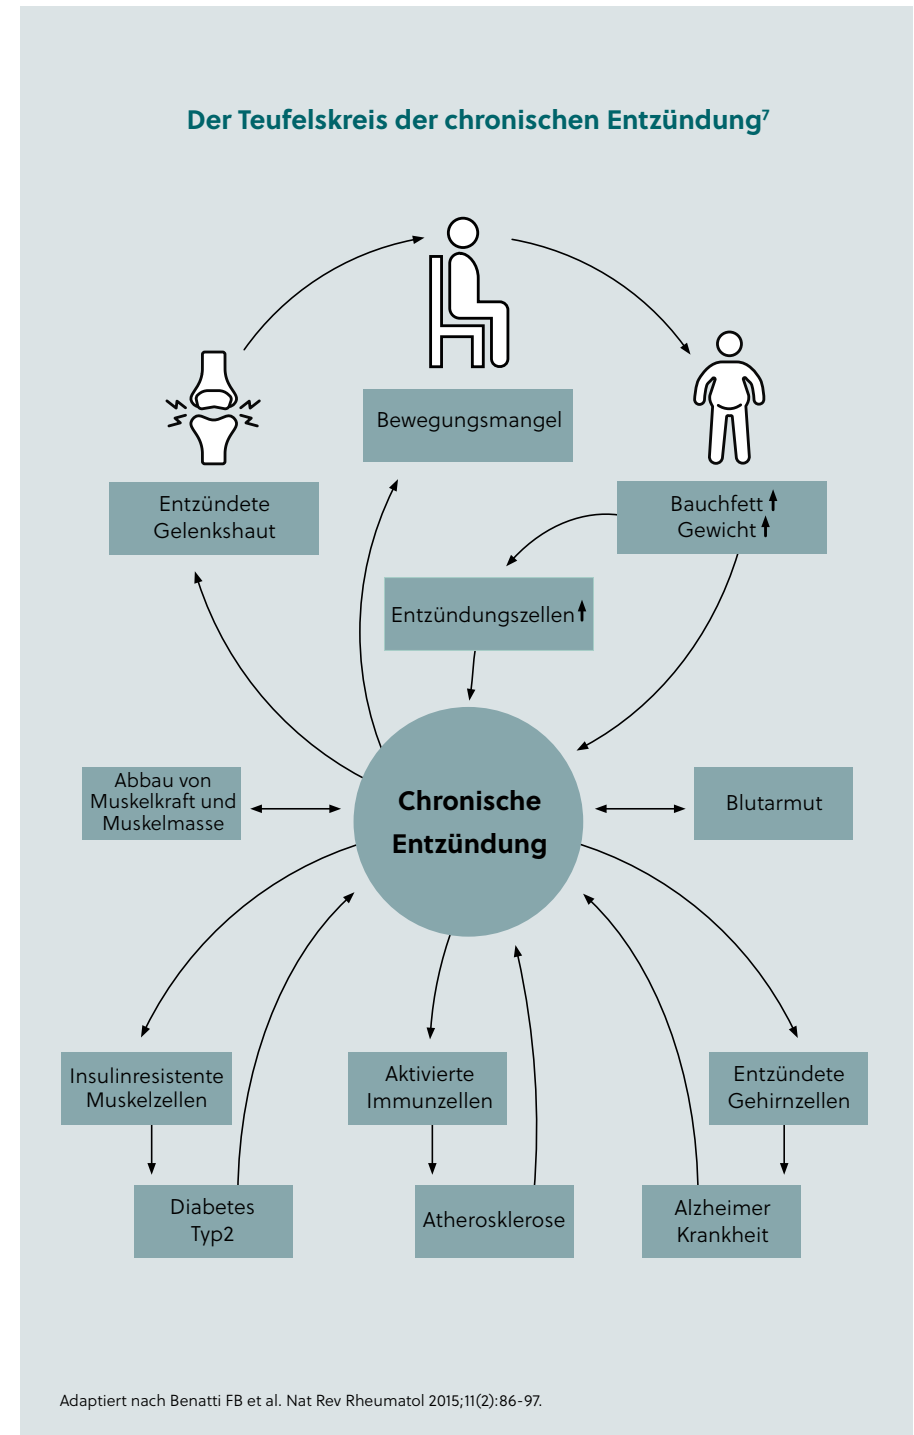 Der Teufelskreis der chronischen Entzündung⁷
Bewegungsmangel
Entzündete
Gelenkshaut
Bauchfett
Gewicht
Entzündungszellen
Chronische
Entzündung
Abbau von
Muskelkraft und
Muskelmasse
Blutarmut
Insulinresistente
Muskelzellen
Aktivierte
Immunzellen
Entzündete
Gehirnzellen
Diabetes
Typ2
Atherosklerose
Alzheimer
Krankheit
Adaptiert nach Benatti FB et al. Nat Rev Rheumatol 2015;11(2):86-97.